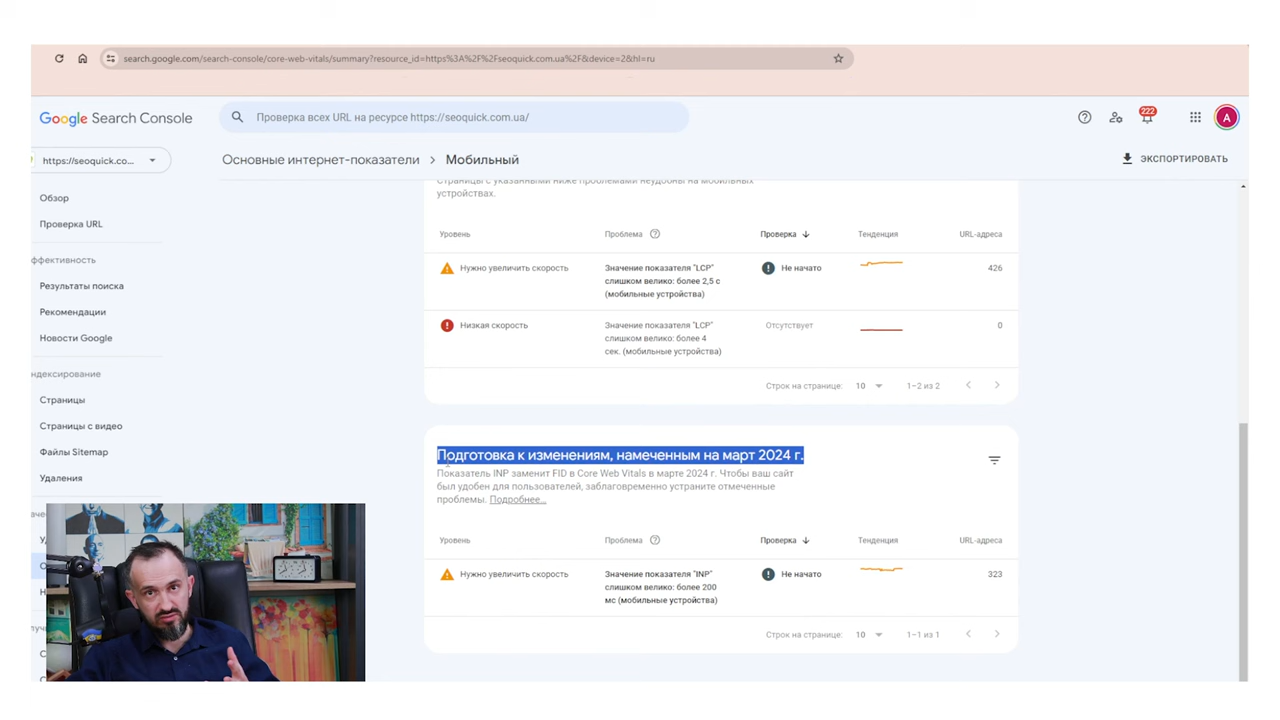 search.google.com/search-console/core-web-vitals/summary?resource_id=https%3A%2F%2Fseoquick.com.ua%2F&device=2&hl=ru
Google Search Console
Проверка всех URL на ресурсе https://seoquick.com.ua/
222
A
https://seoquick.co...
Основные интернет-показатели > Мобильный
ЭКСПОРТИРОВАТЬ
Обзор
Проверка URL
ффективность
Результаты поиска
Рекомендации
Новости Google
ндексирование
Страницы
Страницы с видео
Файлы Sitemap
Удаления
Страницы с указанными ниже проблемами неудобны на мобильных
устройствах.
Уровень Проблема Проверка Тенденция URL-адреса
Нужно увеличить скорость Значение показателя "LCP" Не начато 426
слишком велико: более 2,5 с
(мобильные устройства)
Низкая скорость Значение показателя "LCP" Отсутствует 0
слишком велико: более 4
сек. (мобильные устройства)
Строк на странице: 10 1–2 из 2
Подготовка к изменениям, намеченным на март 2024 г.
Показатель INP заменит FID в Core Web Vitals в марте 2024 г. Чтобы ваш сайт
был удобен для пользователей, заблаговременно устраните отмеченные
проблемы. Подробнее...
Уровень Проблема Проверка Тенденция URL-адреса
Нужно увеличить скорость Значение показателя "INP" Не начато 323
слишком велико: более 200
мс (мобильные устройства)
Строк на странице: 10 1–1 из 1